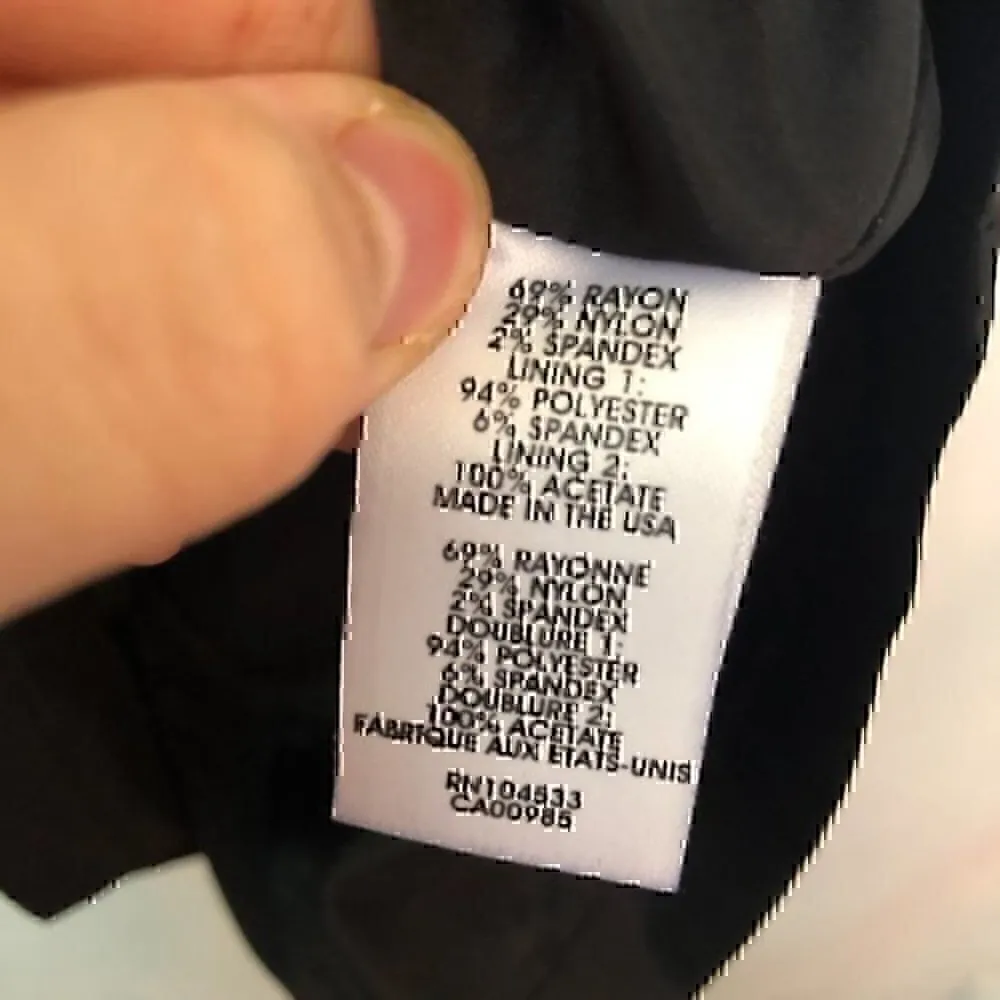 69% RAYON
29% NYLON
2% SPANDEX
LINING 1:
94% POLYESTER
6% SPANDEX
LINING 2:
100% ACETATE
MADE IN THE USA
69% RAYONNE
29% NYLON
2% SPANDEX
DOUBLURE 1:
94% POLYESTER
6% SPANDEX
DOUBLURE 2:
100% ACETATE
FABRIQUE AUX ETATS-UNIS
RN104533
CA00985